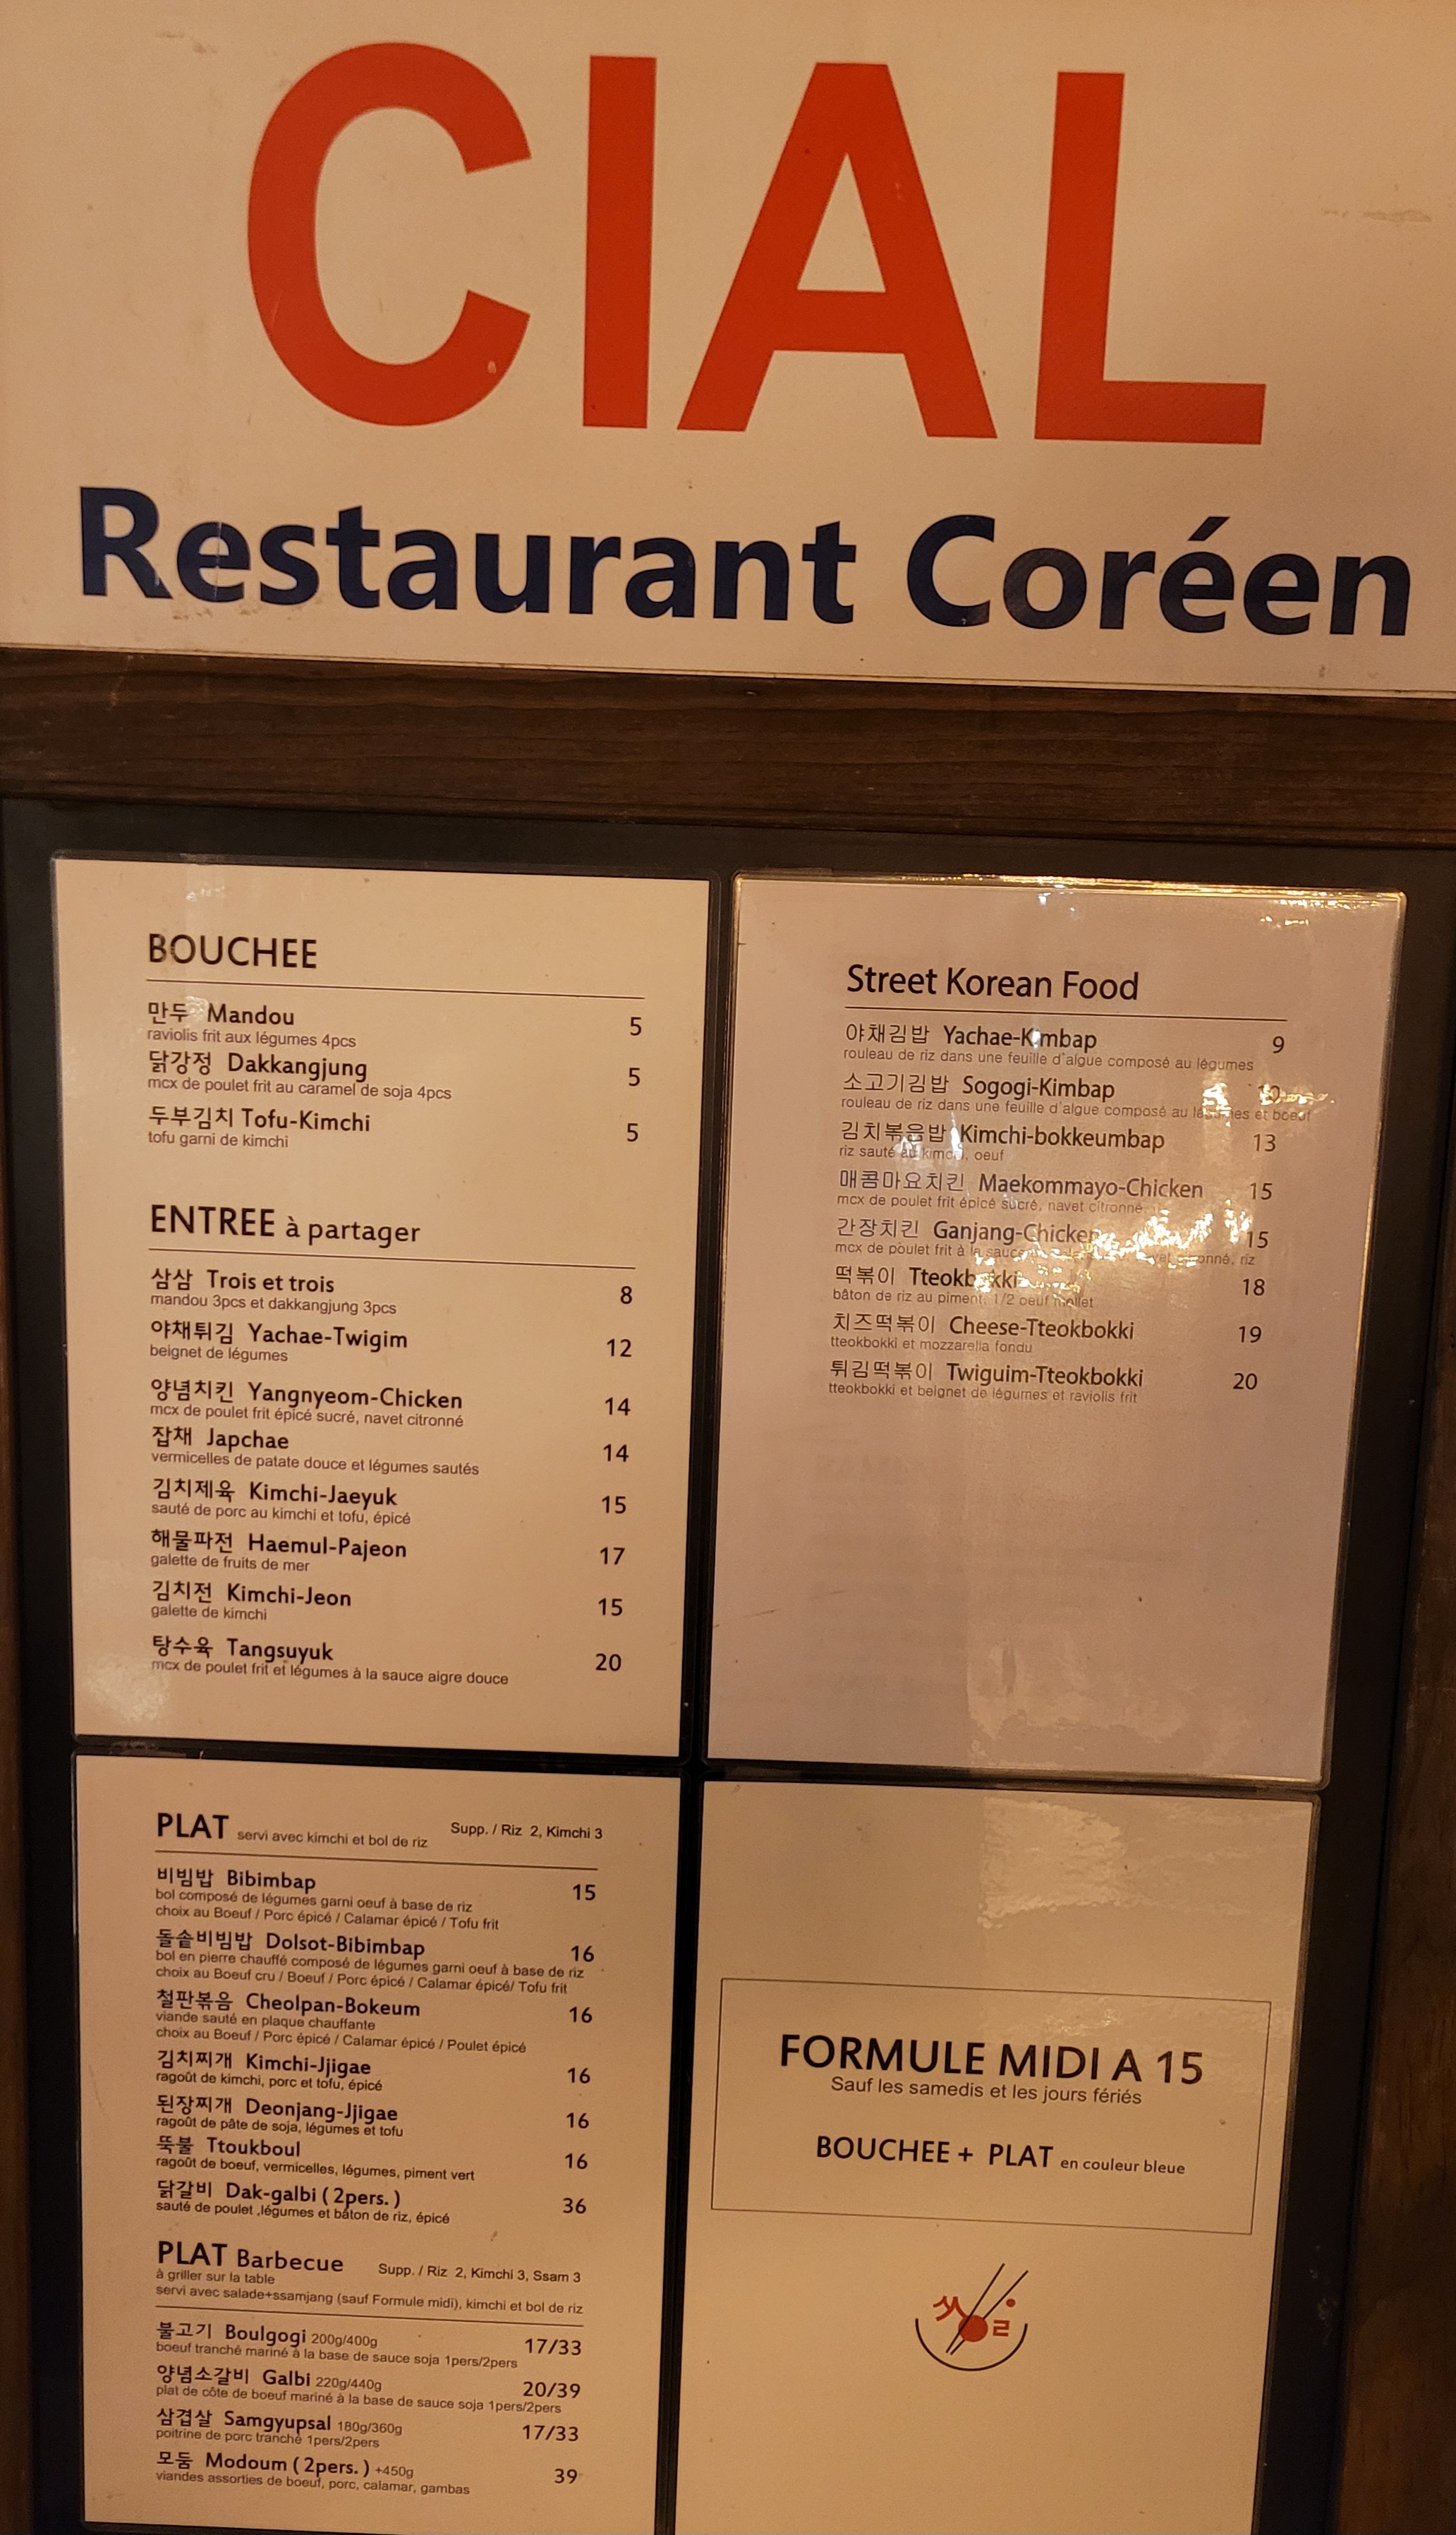 CIAL
Restaurant Coréen
BOUCHEE
만두 Mandou 5
raviolis frit aux légumes 4pcs
닭강정 Dakkangjung 5
mcx de poulet frit au caramel de soja 4pcs
두부김치 Tofu-Kimchi 5
tofu garni de kimchi
ENTREE à partager
삼삼 Trois et trois 8
mandou 3pcs et dakkangjung 3pcs
야채튀김 Yachae-Twigim 12
beignet de légumes
양념치킨 Yangnyeom-Chicken 14
mcx de poulet frit épicé sucré, navet citronné
잡채 Japchae 14
vermicelles de patate douce et légumes sautés
김치제육 Kimchi-Jaeyuk 15
sauté de porc au kimchi et tofu, épicé
해물파전 Haemul-Pajeon 17
galette de fruits de mer
김치전 Kimchi-Jeon 15
galette de kimchi
탕수육 Tangsuyuk 20
mcx de poulet frit et légumes à la sauce aigre douce
Street Korean Food
야채김밥 Yachae-Kimbap 9
rouleau de riz dans une feuille d'algue composé au légumes
소고기김밥 Sogogi-Kimbap 10
rouleau de riz dans une feuille d'algue composé au légumes et boeuf
김치볶음밥 Kimchi-bokkeumbap 13
riz sauté au kimchi, oeuf
매콤마요치킨 Maekommayo-Chicken 15
mcx de poulet frit épicé sucré, navet citronné
간장치킨 Ganjang-Chicken 15
mcx de poulet frit à la sauce navet citronné, riz
떡볶이 Tteokbokki 18
bâton de riz au piment, 1/2 oeuf mollet
치즈떡볶이 Cheese-Tteokbokki 19
tteokbokki et mozzarella fondu
튀김떡볶이 Twiguim-Tteokbokki 20
tteokbokki et beignet de légumes et raviolis frit
PLAT servi avec kimchi et bol de riz Supp. / Riz 2, Kimchi 3
비빔밥 Bibimbap 15
bol composé de légumes garni oeuf à base de riz
choix au Boeuf / Porc épicé / Calamar épicé / Tofu frit
돌솥비빔밥 Dolsot-Bibimbap 16
bol en pierre chauffé composé de légumes garni oeuf à base de riz
choix au Boeuf cru / Boeuf / Porc épicé / Calamar épicé/ Tofu frit
철판볶음 Cheolpan-Bokeum 16
viande sauté en plaque chauffante
choix au Boeuf / Porc épicé / Calamar épicé / Poulet épicé
김치찌개 Kimchi-Jjigae 16
ragoût de kimchi, porc et tofu, épicé
된장찌개 Deonjang-Jjigae 16
ragoût de pâte de soja, légumes et tofu
뚝불 Ttoukboul 16
ragoût de boeuf, vermicelles, légumes, piment vert
닭갈비 Dak-galbi ( 2pers. ) 36
sauté de poulet ,légumes et bâton de riz, épicé
PLAT Barbecue Supp. / Riz 2, Kimchi 3, Ssam 3
à griller sur la table
servi avec salade+ssamjang (sauf Formule midi), kimchi et bol de riz
불고기 Boulgogi 200g/400g 17/33
boeuf tranché mariné à la base de sauce soja 1pers/2pers
양념소갈비 Galbi 220g/440g 20/39
plat de côte de boeuf mariné à la base de sauce soja 1pers/2pers
삼겹살 Samgyupsal 180g/360g 17/33
poitrine de porc tranché 1pers/2pers
모둠 Modoum ( 2pers. ) +450g 39
viandes assorties de boeuf, porc, calamar, gambas
FORMULE MIDI A 15
Sauf les samedis et les jours fériés
BOUCHEE + PLAT en couleur bleue